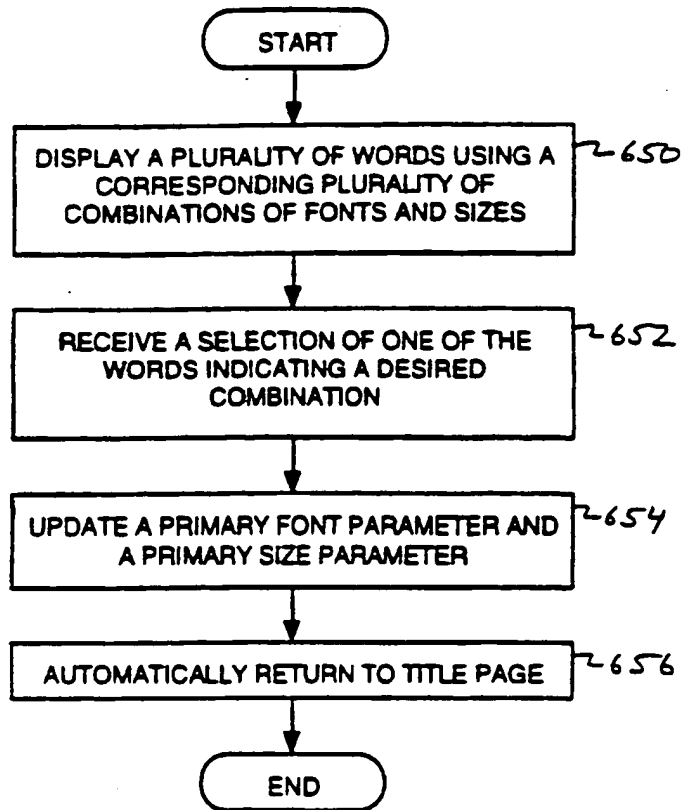 START
DISPLAY A PLURALITY OF WORDS USING A
CORRESPONDING PLURALITY OF
COMBINATIONS OF FONTS AND SIZES
650
RECEIVE A SELECTION OF ONE OF THE
WORDS INDICATING A DESIRED
COMBINATION
652
UPDATE A PRIMARY FONT PARAMETER AND
A PRIMARY SIZE PARAMETER
654
AUTOMATICALLY RETURN TO TITLE PAGE
656
END